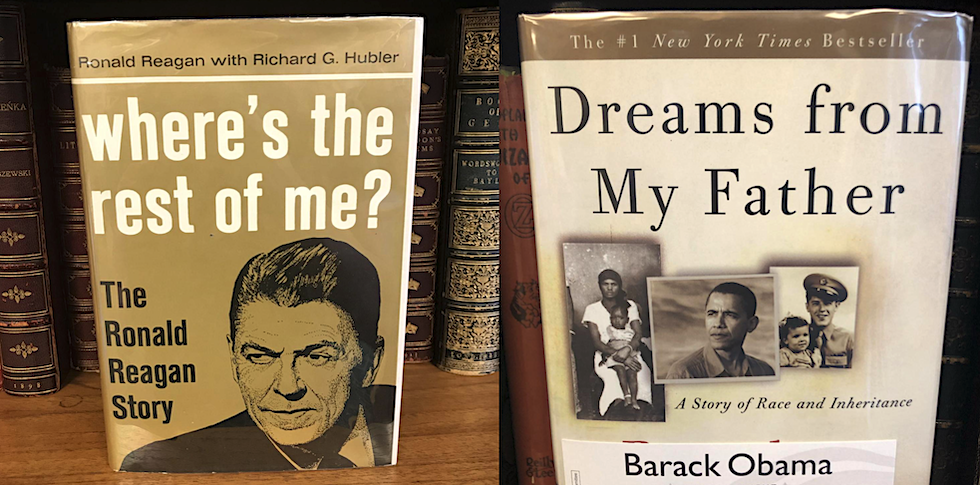 Ronald Reagan with Richard G. Hubler
where's the
rest of me?
The
Ronald
Reagan
Story
1898
The #1 New York Times Bestseller
Dreams from
My Father
A Story of Race and Inheritance
Barack Obama